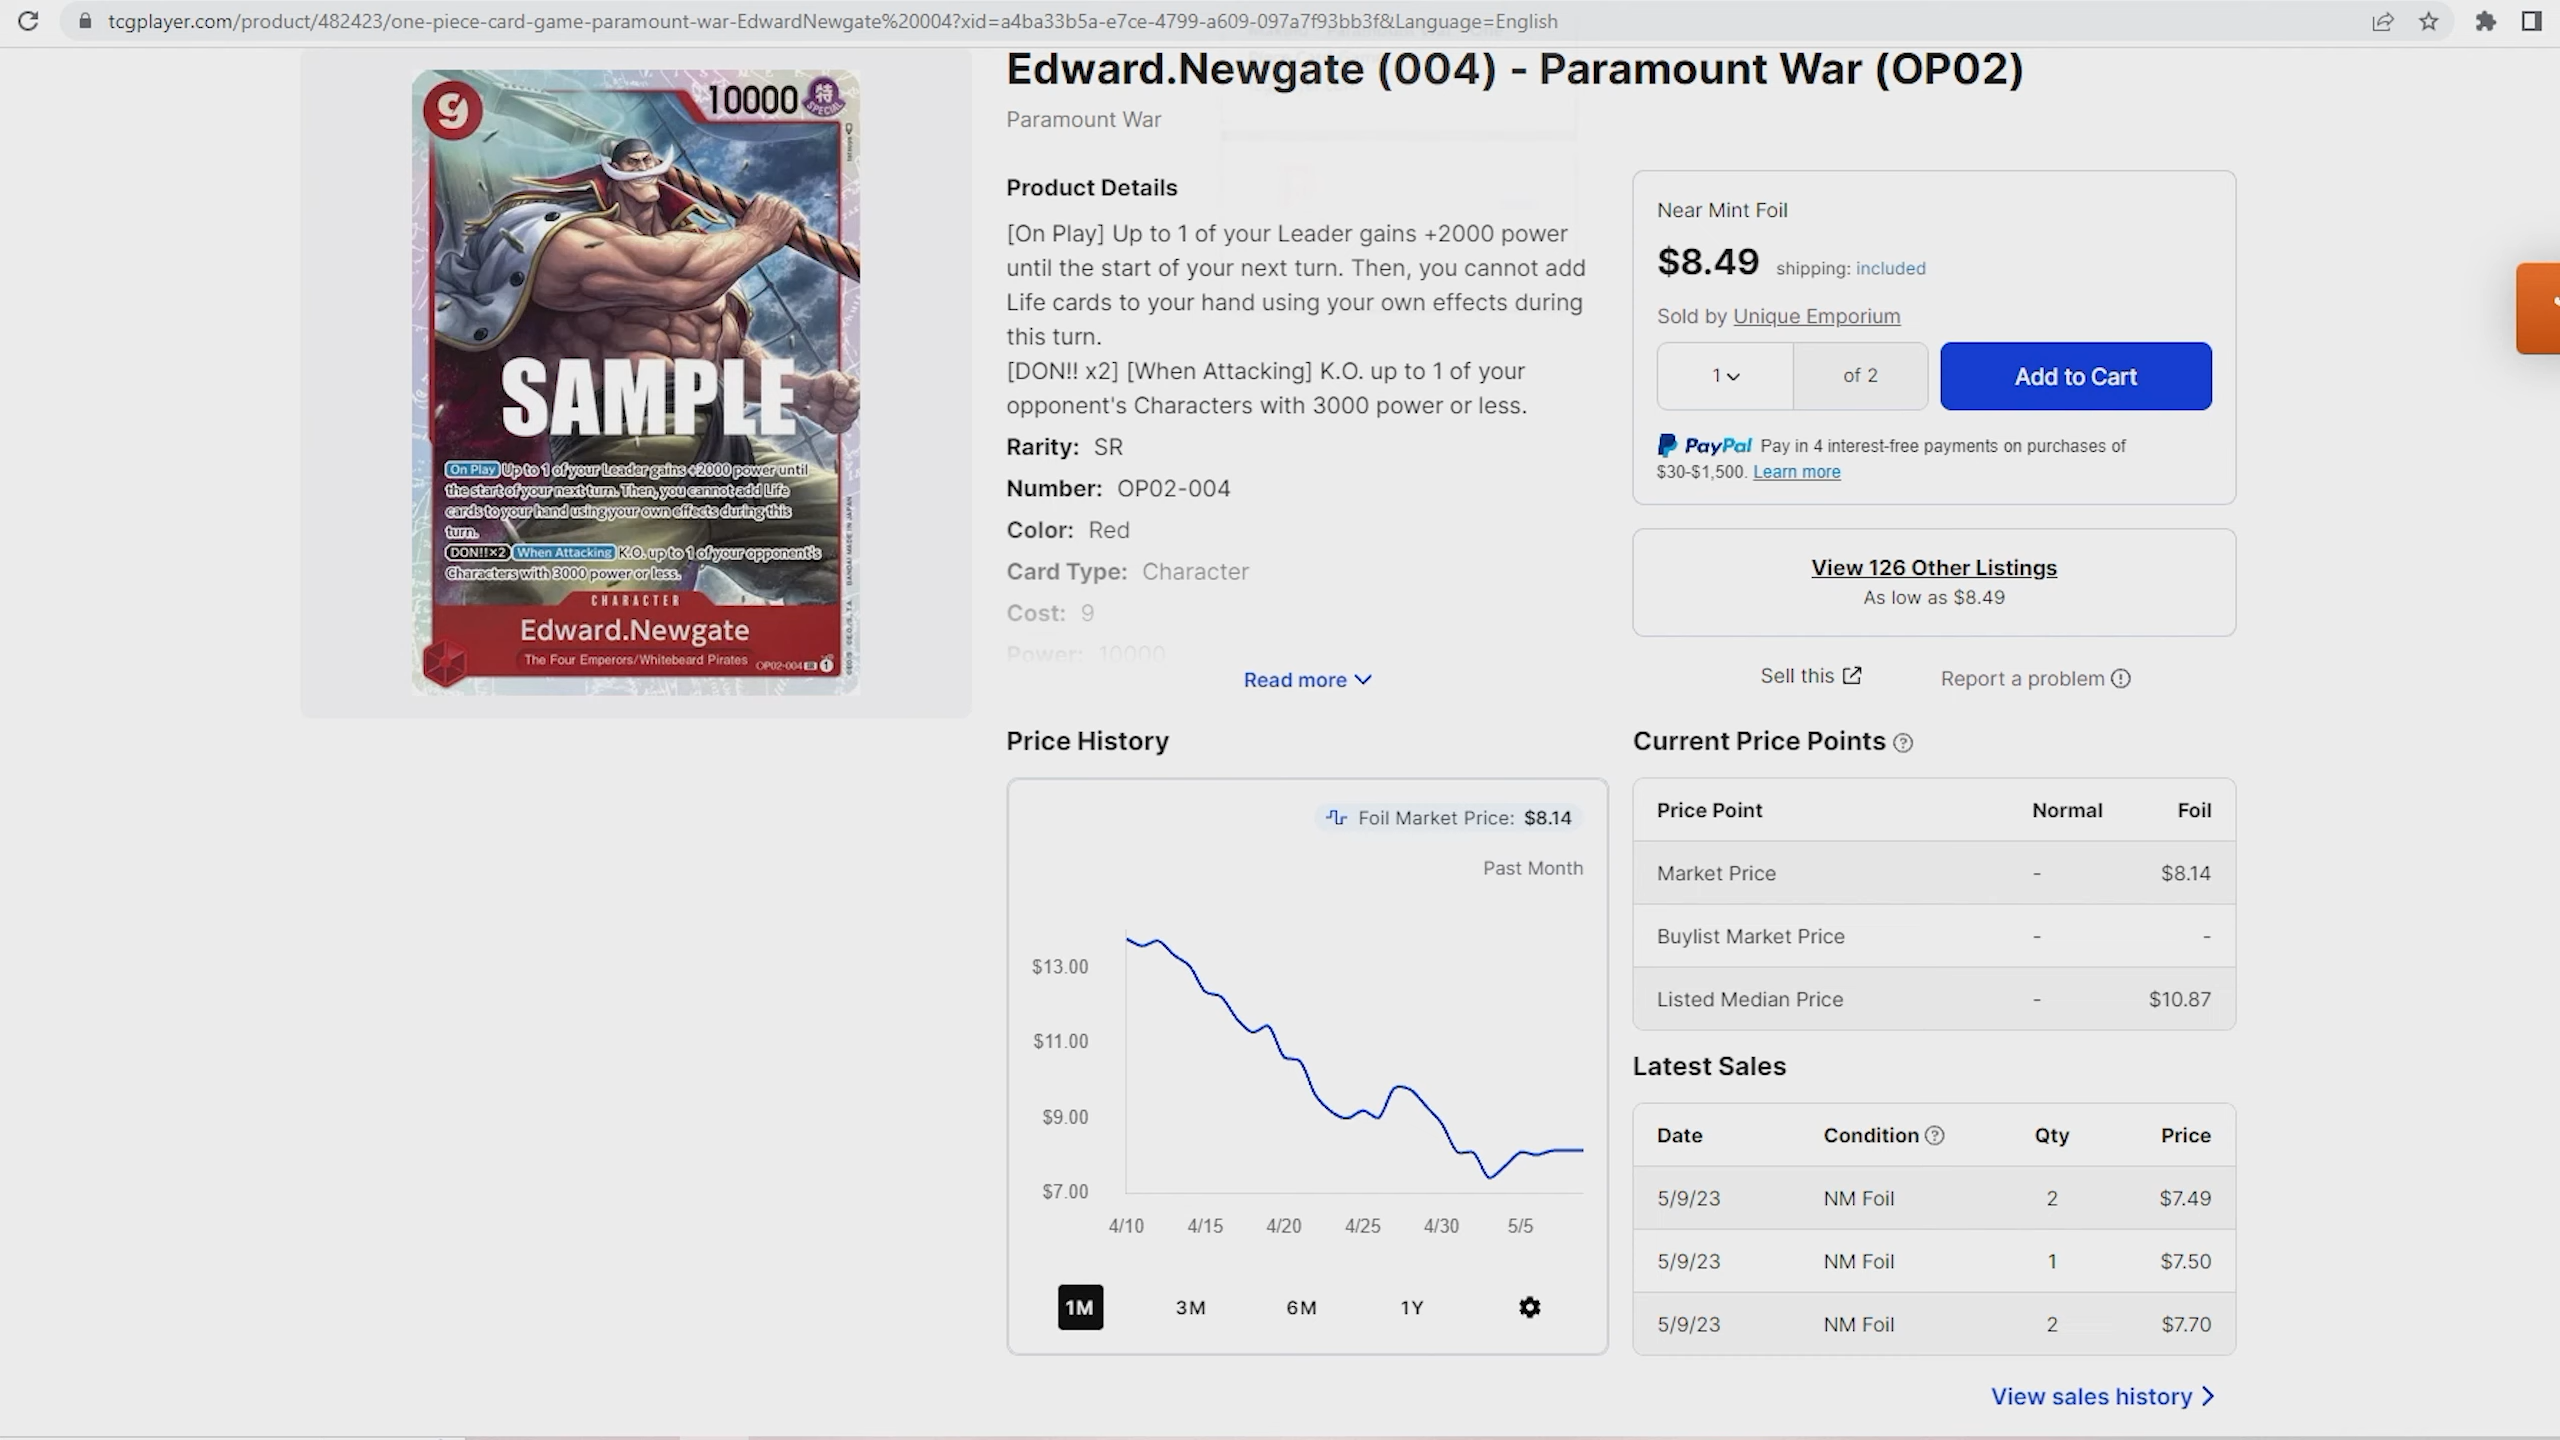 tcgplayer.com/product/482423/one-piece-card-game-paramount-war-EdwardNewgate%20004?xid=a4ba33b5a-e7ce-4799-a609-097a7f93bb3f&Language=English
Edward.Newgate (004) - Paramount War (OP02)
Paramount War
9
10000
特
SPECIAL
SAMPLE
On Play Up to 1 of your Leader gains +2000 power until
the start of your next turn. Then, you cannot add Life
cards to your hand using your own effects during this
turn.
DON!!×2 When Attacking K.O. up to 1 of your opponent's
Characters with 3000 power or less.
CHARACTER
Edward.Newgate
The Four Emperors/Whitebeard Pirates OP02-004 SR 1
BANDAI MADE IN JAPAN
Product Details
[On Play] Up to 1 of your Leader gains +2000 power
until the start of your next turn. Then, you cannot add
Life cards to your hand using your own effects during
this turn.
[DON!! x2] [When Attacking] K.O. up to 1 of your
opponent's Characters with 3000 power or less.
Rarity: SR
Number: OP02-004
Color: Red
Card Type: Character
Cost: 9
Power: 10000
Read more
Near Mint Foil
$8.49 shipping: included
Sold by Unique Emporium
1 of 2 Add to Cart
PayPal Pay in 4 interest-free payments on purchases of
$30-$1,500. Learn more
View 126 Other Listings
As low as $8.49
Sell this Report a problem
Price History
Foil Market Price: $8.14
Past Month
$13.00
$11.00
$9.00
$7.00
4/10 4/15 4/20 4/25 4/30 5/5
1M 3M 6M 1Y
Current Price Points
Price Point Normal Foil
Market Price - $8.14
Buylist Market Price - -
Listed Median Price - $10.87
Latest Sales
Date Condition Qty Price
5/9/23 NM Foil 2 $7.49
5/9/23 NM Foil 1 $7.50
5/9/23 NM Foil 2 $7.70
View sales history